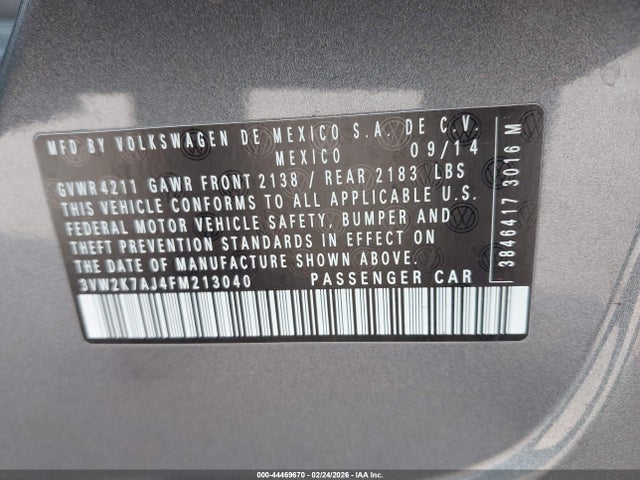 MFD BY VOLKSWAGEN DE MEXICO S.A. DE C.V.
MEXICO 09/14
GVWR4211 GAWR FRONT 2138 / REAR 2183 LBS
THIS VEHICLE CONFORMS TO ALL APPLICABLE U.S.
FEDERAL MOTOR VEHICLE SAFETY, BUMPER AND
THEFT PREVENTION STANDARDS IN EFFECT ON
THE DATE OF MANUFACTURE SHOWN ABOVE.
3VW2K7AJ4FM213040 PASSENGER CAR
3846417 3016 M
000-44469670 - 02/24/2026 - IAA Inc.